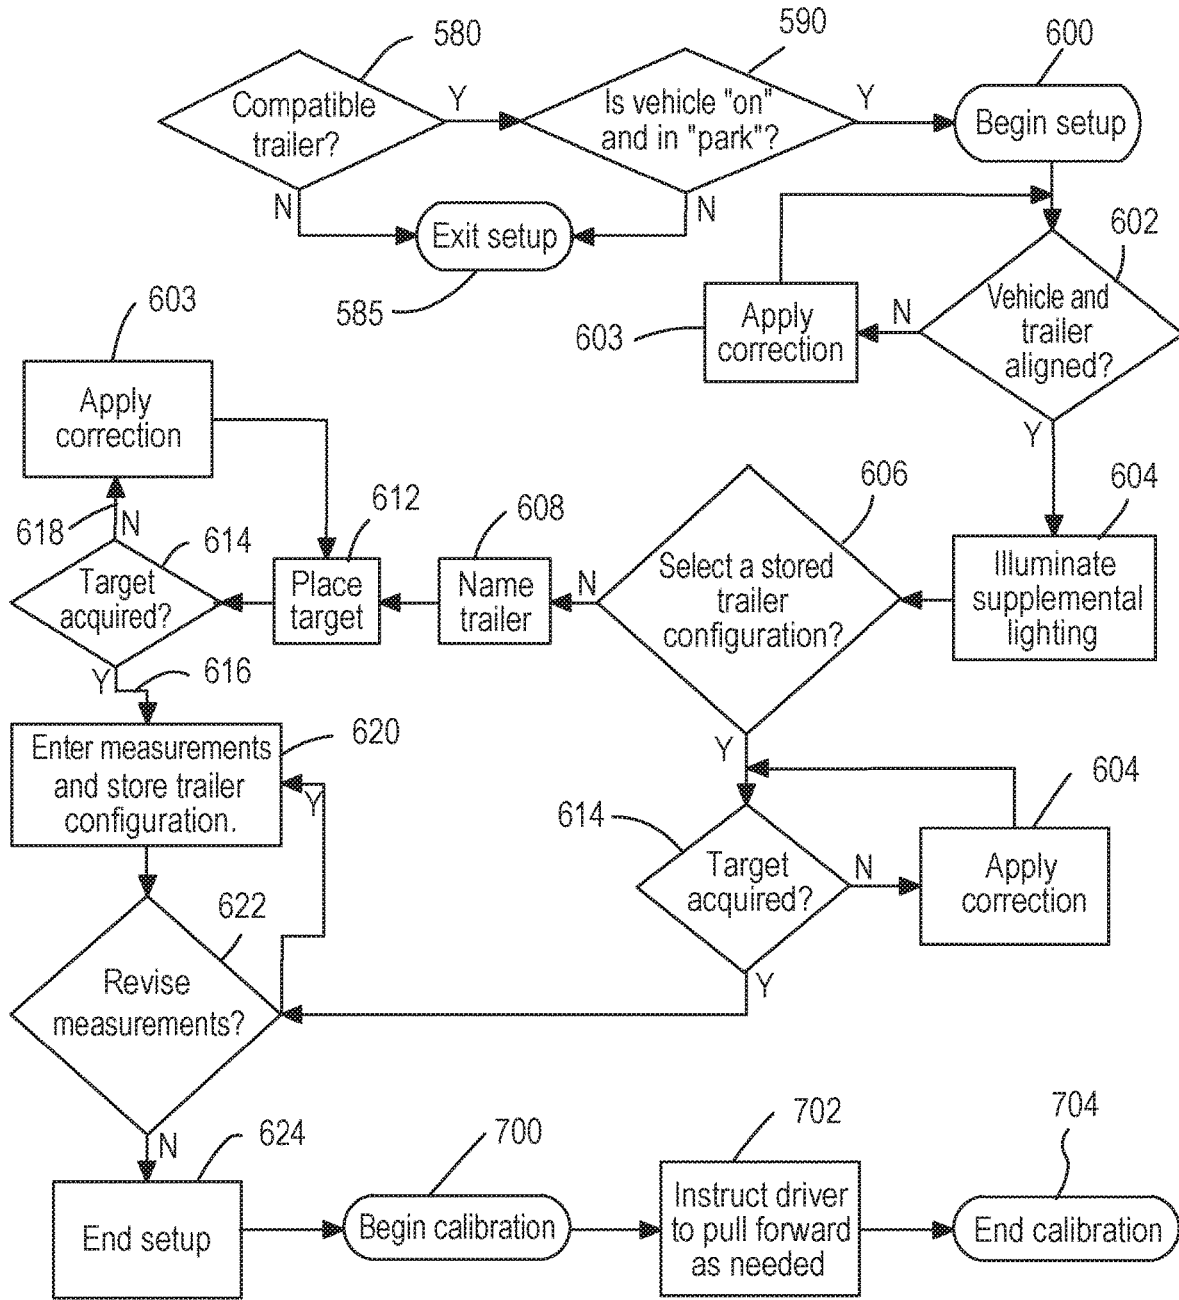 580
590
600
Compatible
trailer?
Y
Is vehicle "on"
and in "park"?
Y
Begin setup
N
N
Exit setup
585
602
Vehicle and
trailer
aligned?
N
Apply
correction
603
Y
603
Apply
correction
606
604
Illuminate
supplemental
lighting
Select a stored
trailer
configuration?
N
608
Name
trailer
612
Place
target
614
Target
acquired?
618
N
Y
616
Enter measurements
and store trailer
configuration.
620
Y
Y
614
Target
acquired?
N
604
Apply
correction
Y
622
Revise
measurements?
N
624
End setup
700
Begin calibration
702
Instruct driver
to pull forward
as needed
704
End calibration